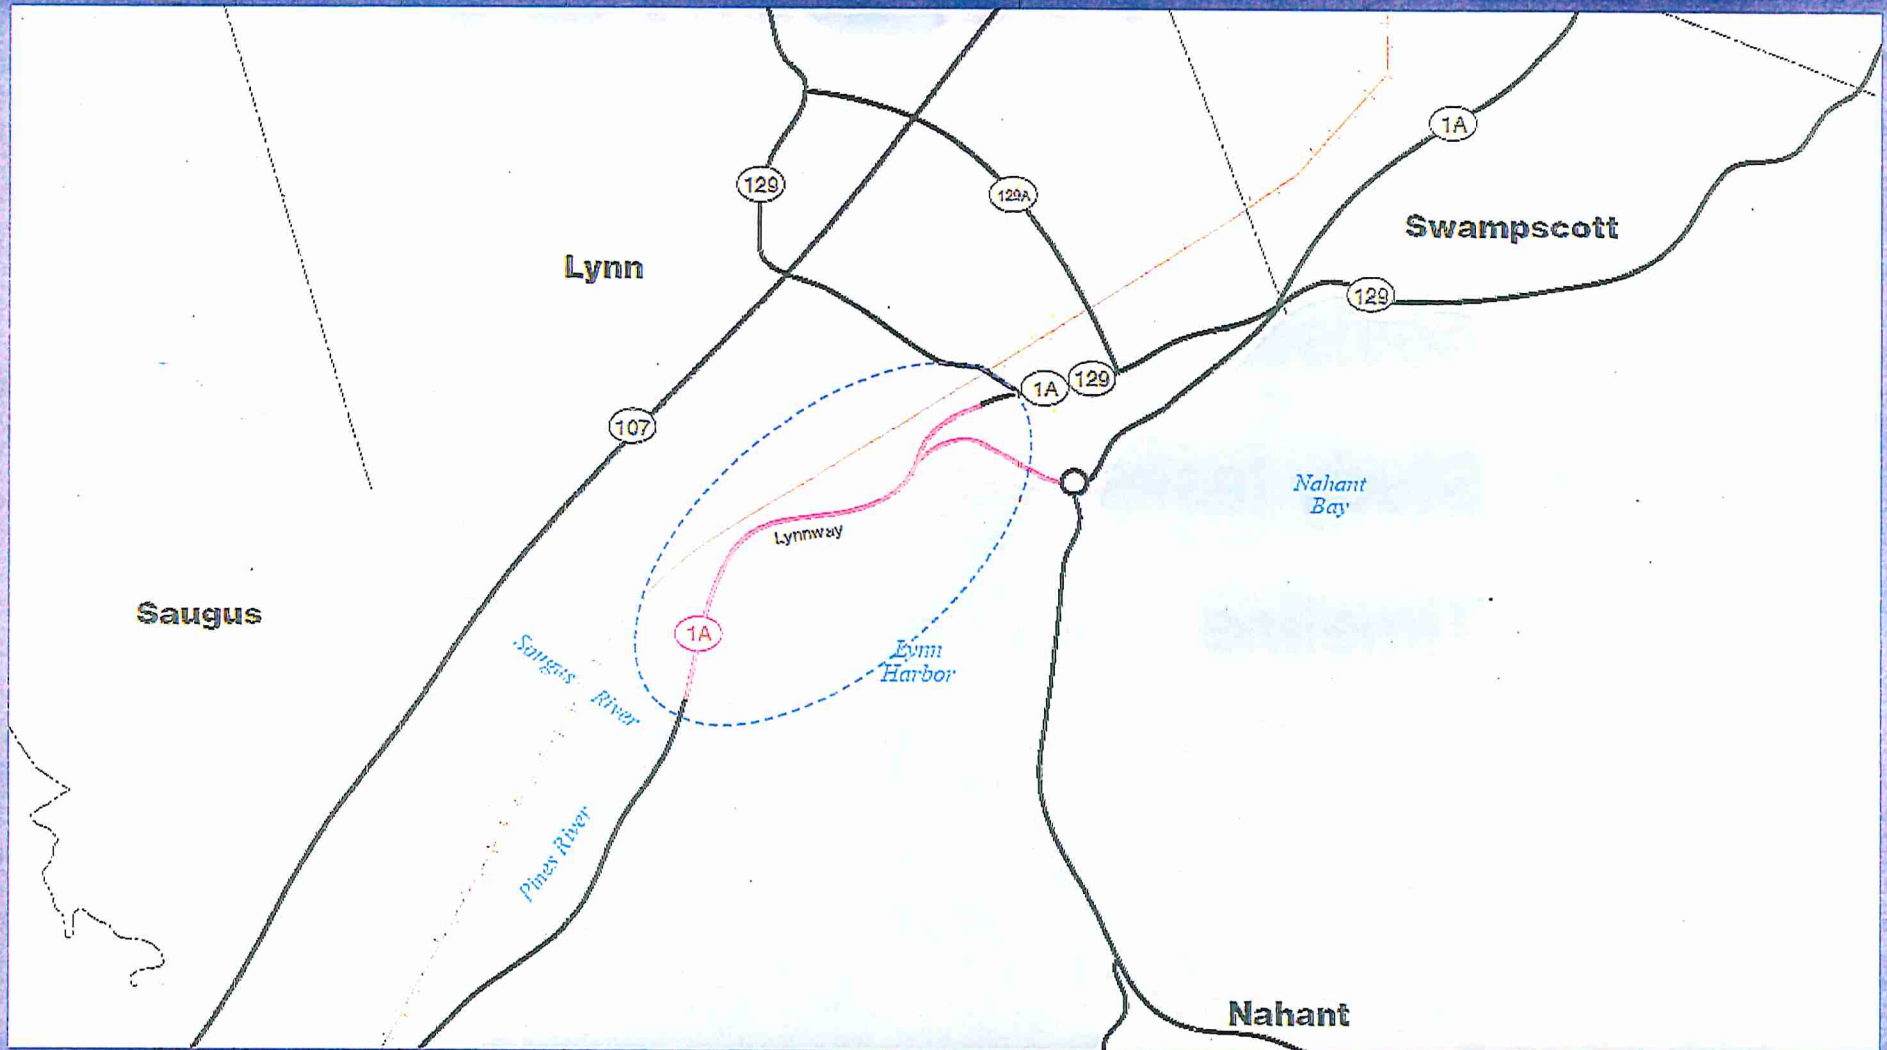 1A
129
129A
Swampscott
Lynn
129
1A
129
107
Nahant
Bay
Lynnway
Saugus
1A
Saugus River
Lynn
Harbor
Pines River
Nahant